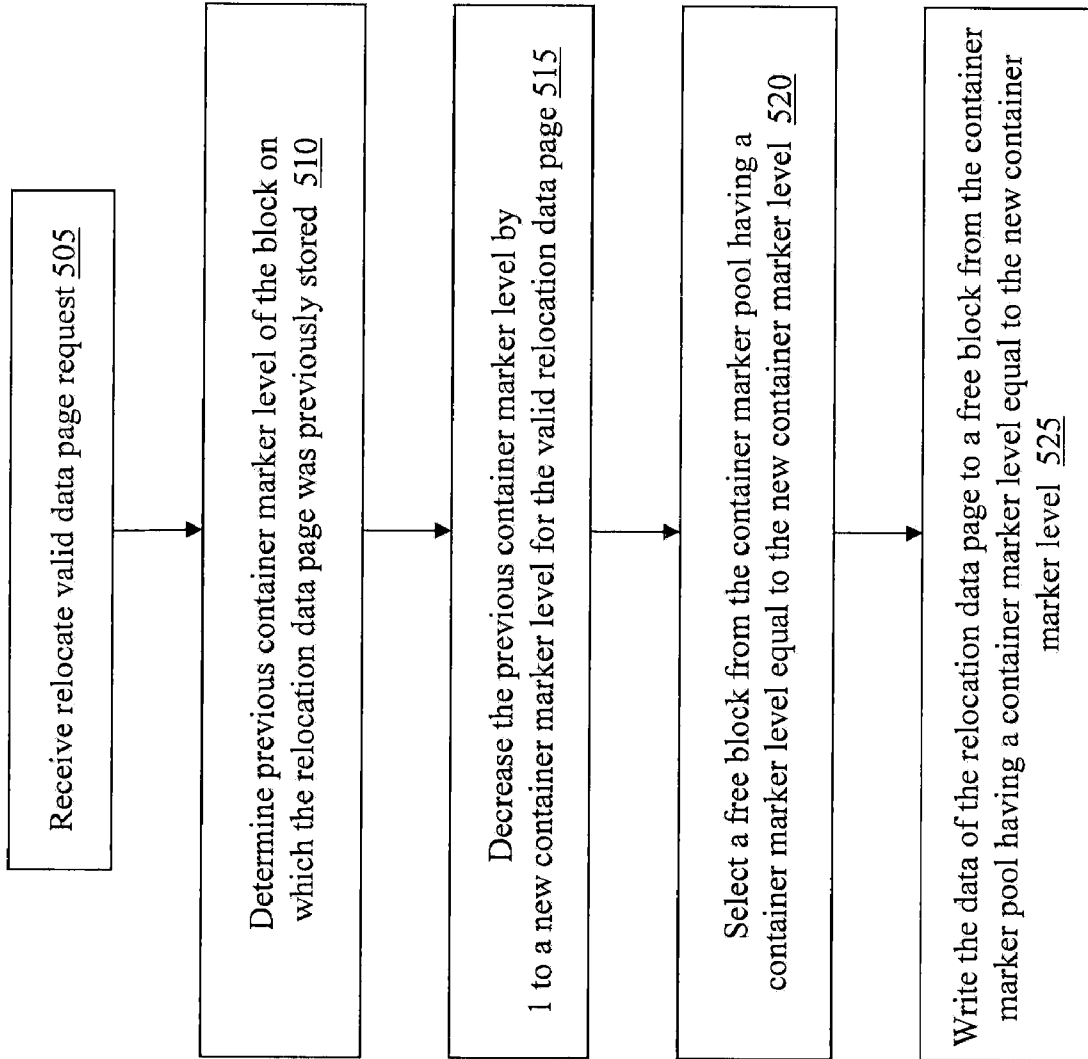 Receive relocate valid data page request 505
Determine previous container marker level of the block on
which the relocation data page was previously stored 510
Decrease the previous container marker level by
1 to a new container marker level for the valid relocation data page 515
Select a free block from the container marker pool having a
container marker level equal to the new container marker level 520
Write the data of the relocation data page to a free block from the container
marker pool having a container marker level equal to the new container
marker level 525